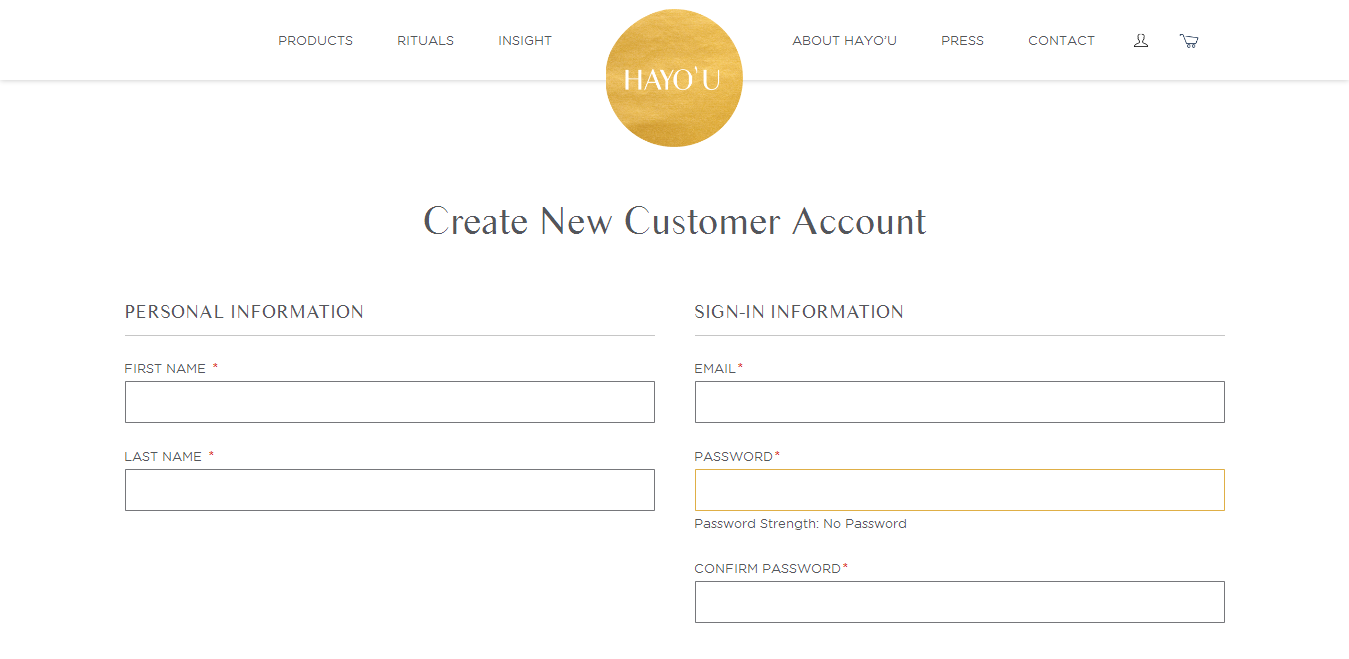 PRODUCTS RITUALS INSIGHT HAYO'U ABOUT HAYO'U PRESS CONTACT
Create New Customer Account
PERSONAL INFORMATION
FIRST NAME *
LAST NAME *
SIGN-IN INFORMATION
EMAIL*
PASSWORD*
Password Strength: No Password
CONFIRM PASSWORD*